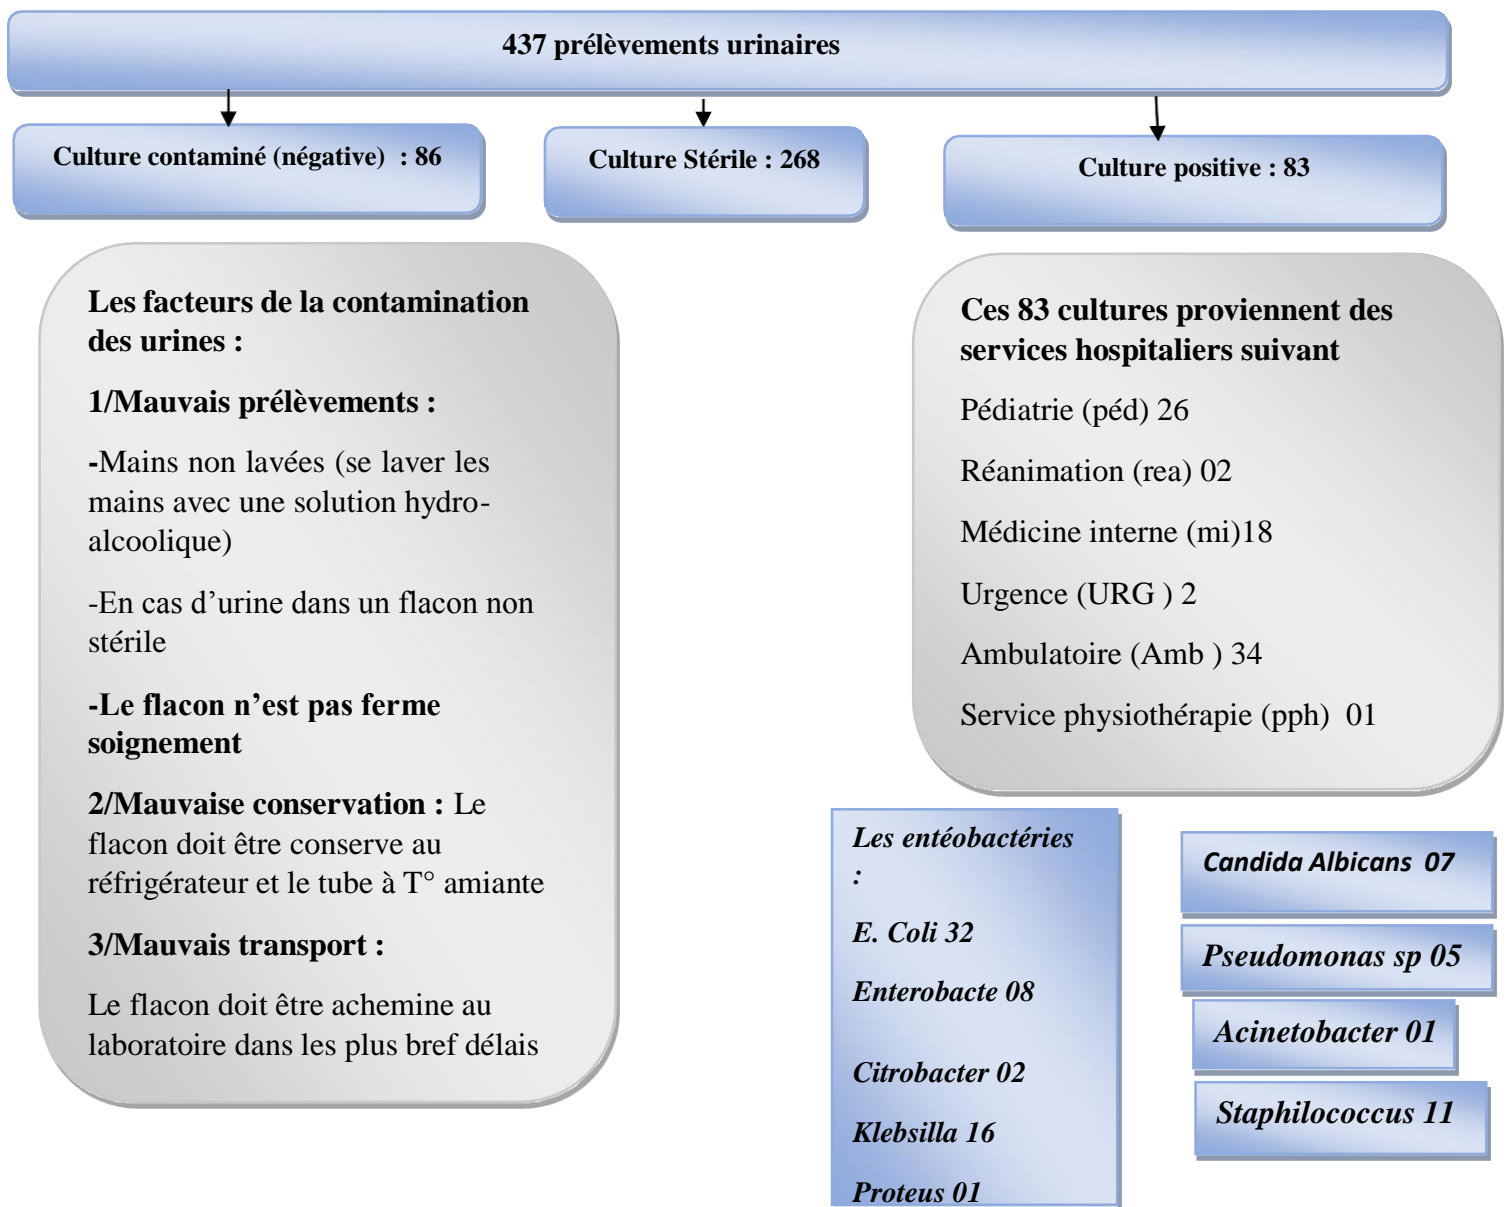 437 prélèvements urinaires
Culture contaminé (négative)  : 86
Culture Stérile : 268
Culture positive : 83
Les facteurs de la contamination
des urines :
1/Mauvais prélèvements :
-Mains non lavées (se laver les
mains avec une solution hydro-
alcoolique)
-En cas d’urine dans un flacon non
stérile
-Le flacon n’est pas ferme
soignement
2/Mauvaise conservation : Le
flacon doit être conserve au
réfrigérateur et le tube à T° amiante
3/Mauvais transport :
Le flacon doit être achemine au
laboratoire dans les plus bref délais
Ces 83 cultures proviennent des
services hospitaliers suivant
Pédiatrie (péd) 26
Réanimation (rea) 02
Médicine interne (mi)18
Urgence (URG ) 2
Ambulatoire (Amb ) 34
Service physiothérapie (pph)  01
Les entéobactéries
:
E. Coli 32
Enterobacte 08
Citrobacter 02
Klebsilla 16
Proteus 01
Candida Albicans  07
Pseudomonas sp 05
Acinetobacter 01
Staphilococcus 11